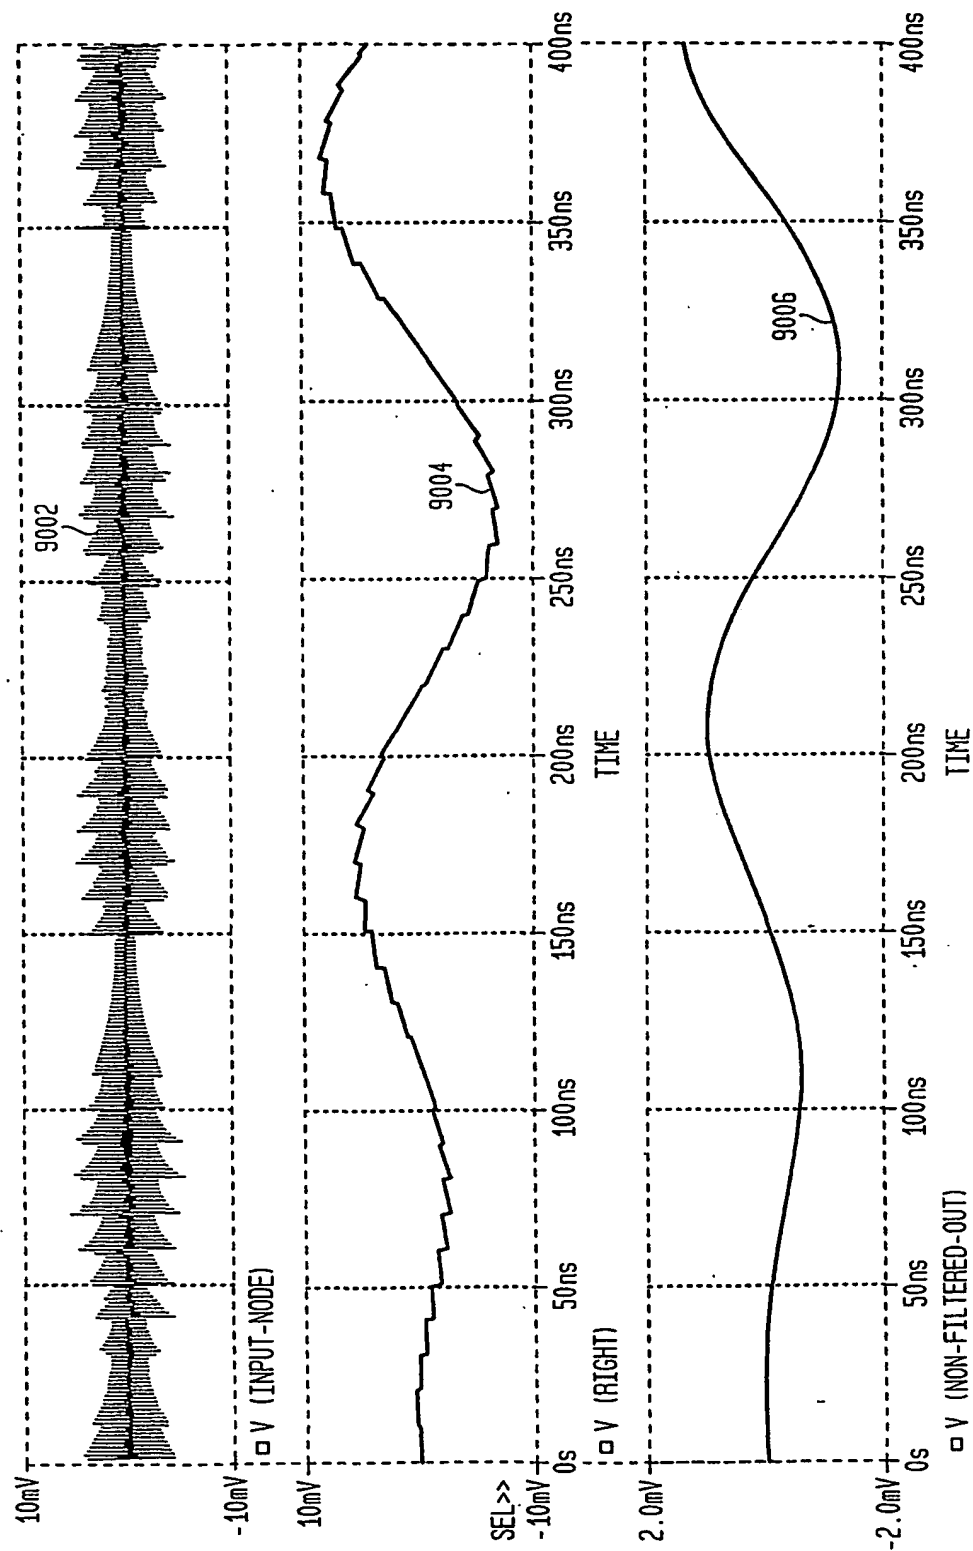 10mV
9002
-10mV
□ V (INPUT-NODE)
10mV
9004
SEL>>
-10mV
0s 50ns 100ns 150ns 200ns 250ns 300ns 350ns 400ns
□ V (RIGHT)
TIME
2.0mV
9006
-2.0mV
0s 50ns 100ns 150ns 200ns 250ns 300ns 350ns 400ns
□ V (NON-FILTERED-OUT)
TIME